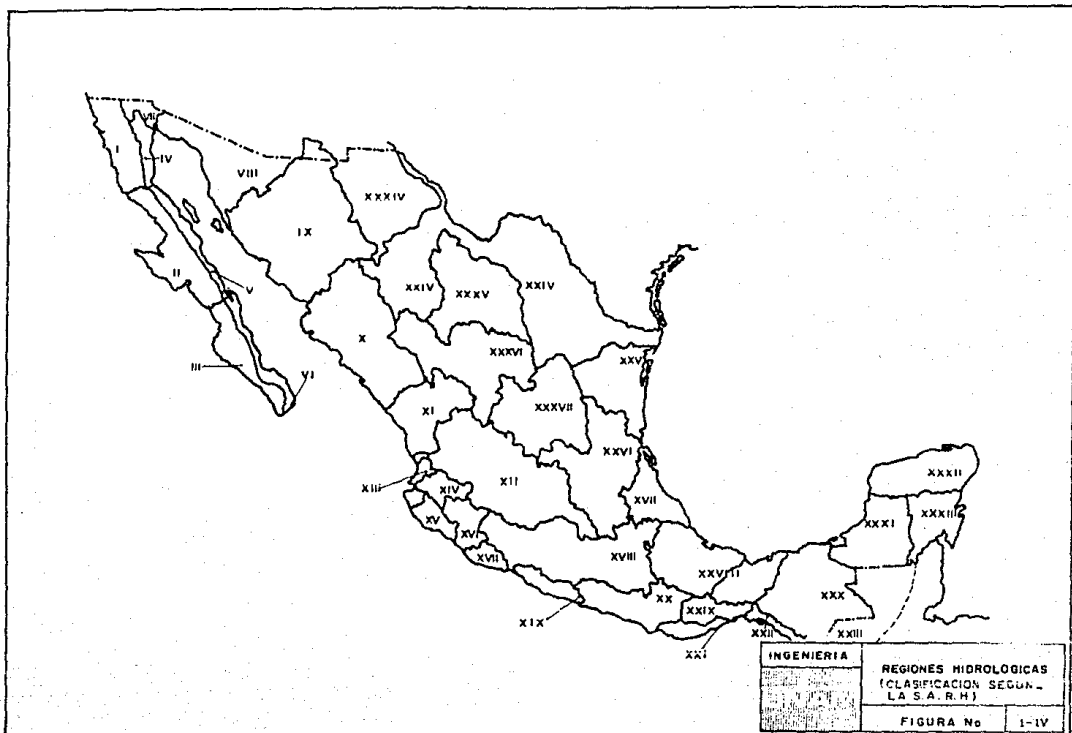 VII
I
IV
VIII
XXXIV
IX
II
V
XXIV
XXXV
XXIV
X
XXXVI
XXV
III
VI
XI
XXXVII
XXVI
XII
XIII
XIV
XVII
XXXII
XV
XVI
XXXI
XXXIII
XVII
XVIII
XXVIII
XX
XXX
XIX
XXIX
XXI
XXII
XXIII
INGENIERIA
REGIONES HIDROLOGICAS
(CLASIFICACION SEGUN_
LA S.A.R.H)
FIGURA No
I-IV